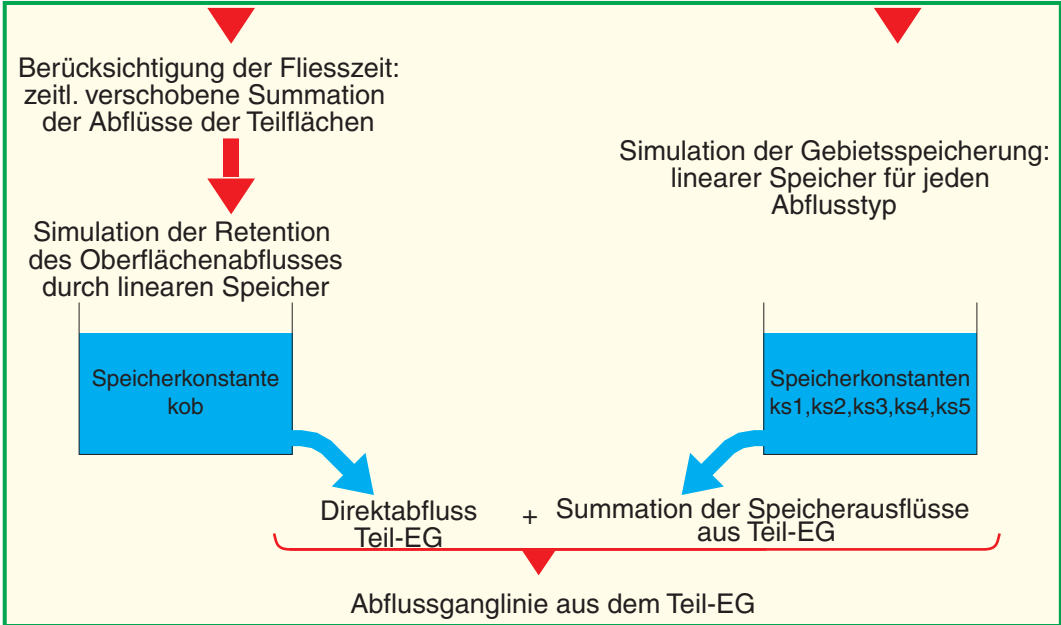 Berücksichtigung der Fliesszeit:
zeitl. verschobene Summation
der Abflüsse der Teilflächen
Simulation der Retention
des Oberflächenabflusses
durch linearen Speicher
Speicherkonstante
kob
Simulation der Gebietsspeicherung:
linearer Speicher für jeden
Abflusstyp
Speicherkonstanten
ks1,ks2,ks3,ks4,ks5
Direktabfluss
Teil-EG
+
Summation der Speicherausflüsse
aus Teil-EG
Abflussganglinie aus dem Teil-EG